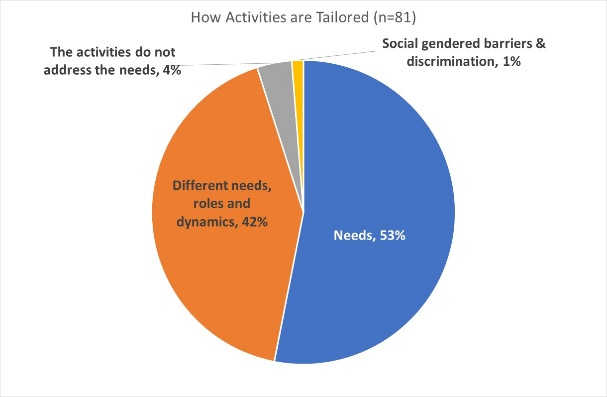 How Activities are Tailored (n=81)
The activities do not
address the needs, 4%
Social gendered barriers &
discrimination, 1%
Different needs,
roles and
dynamics, 42%
Needs, 53%